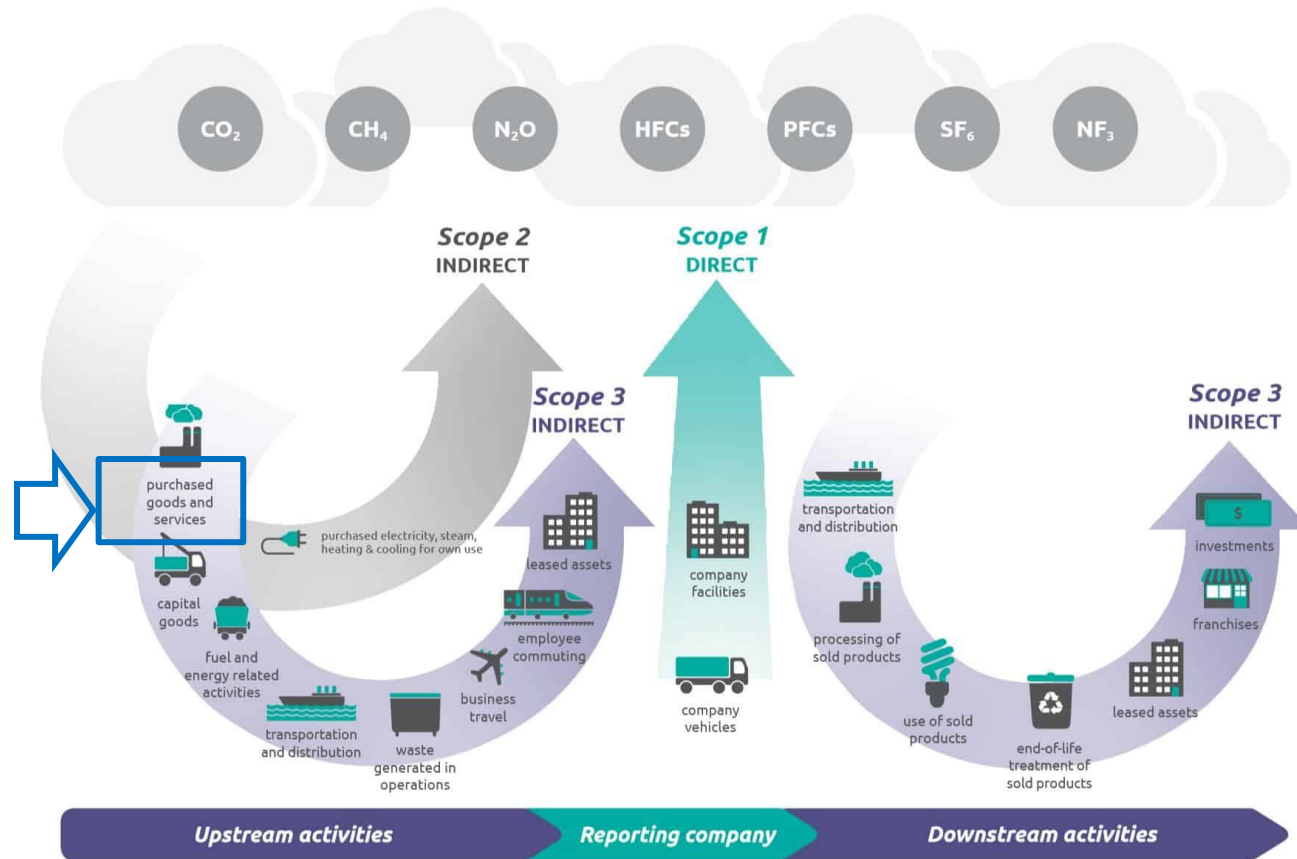 CO₂
CH₄
N₂O
HFCs
PFCs
SF₆
NF₃
Scope 2
INDIRECT
Scope 1
DIRECT
Scope 3
INDIRECT
Scope 3
INDIRECT
purchased
goods and
services
capital
goods
fuel and
energy related
activities
transportation
and distribution
waste
generated in
operations
business
travel
employee
commuting
leased assets
purchased electricity, steam,
heating & cooling for own use
company
facilities
company
vehicles
transportation
and distribution
processing of
sold products
use of sold
products
end-of-life
treatment of
sold products
leased assets
franchises
investments
$
Upstream activities
Reporting company
Downstream activities